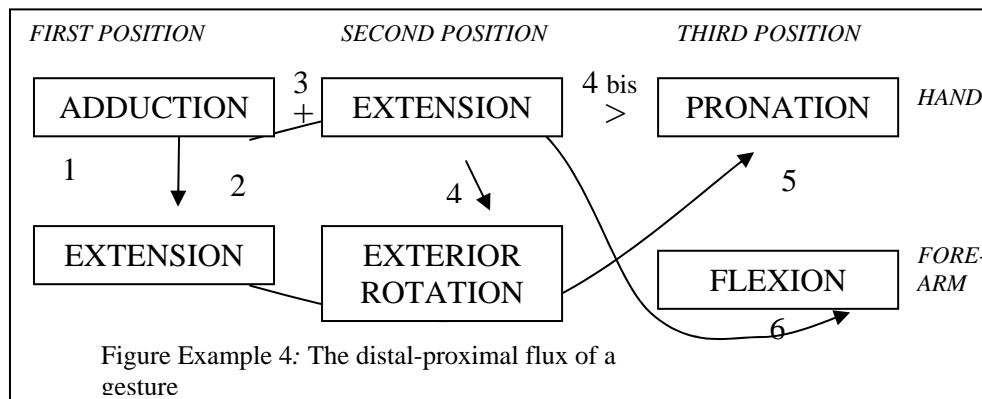 FIRST POSITION SECOND POSITION THIRD POSITION
3 4 bis
ADDUCTION + EXTENSION > PRONATION HAND
1 2 4 5
EXTENSION EXTERIOR ROTATION FLEXION FORE-
ARM
6
Figure Example 4: The distal-proximal flux of a
gesture